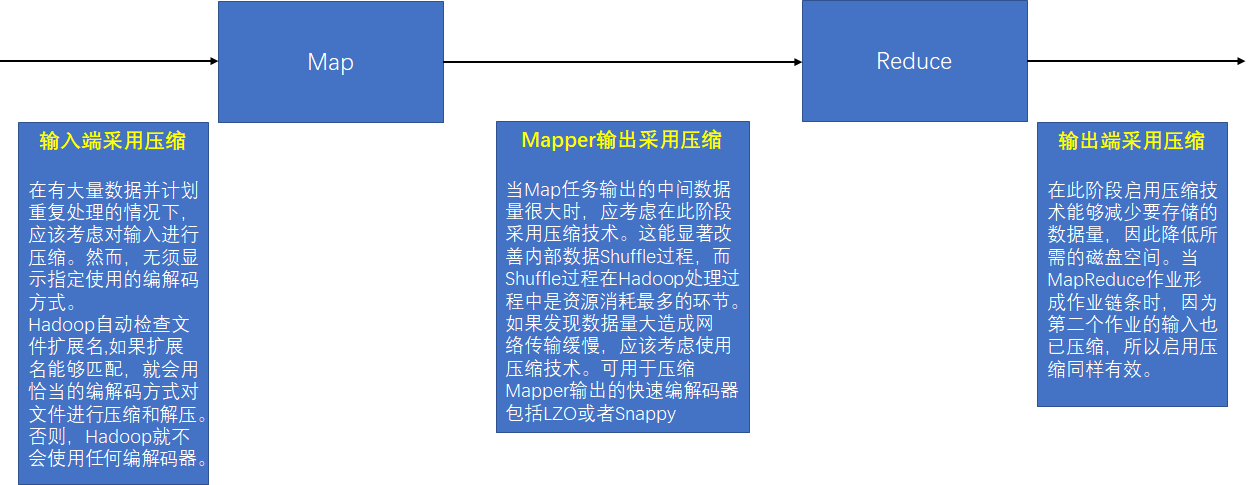 Map
Reduce
输入端采用压缩
在有大量数据并计划
重复处理的情况下，
应该考虑对输入进行
压缩。然而，无须显
示指定使用的编解码
方式。
Hadoop自动检查文
件扩展名,如果扩展
名能够匹配，就会用
恰当的编解码方式对
文件进行压缩和解压。
否则，Hadoop就不
会使用任何编解码器。
Mapper输出采用压缩
当Map任务输出的中间数据
量很大时，应考虑在此阶段
采用压缩技术。这能显著改
善内部数据Shuffle过程，而
Shuffle过程在Hadoop处理过
程中是资源消耗最多的环节。
如果发现数据量大造成网
络传输缓慢，应该考虑使用
压缩技术。可用于压缩
Mapper输出的快速编解码器
包括LZO或者Snappy
输出端采用压缩
在此阶段启用压缩技
术能够减少要存储的
数据量，因此降低所
需的磁盘空间。当
MapReduce作业形
成作业链条时，因为
第二个作业的输入也
已压缩，所以启用压
缩同样有效。